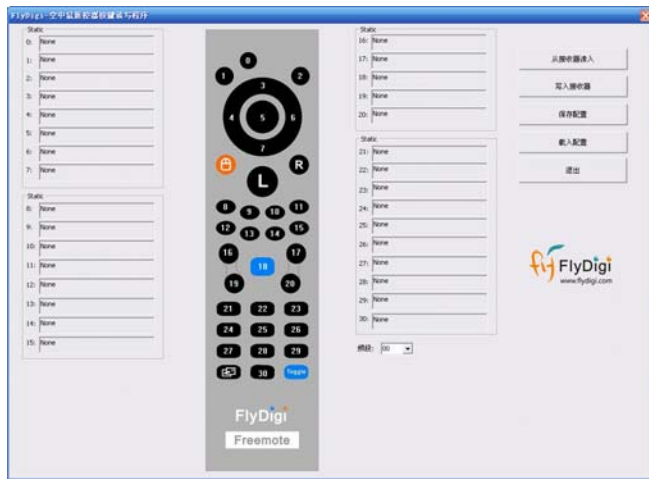 FlyDigi-空中鼠遥控器按键读写程序
Static
0: None
1: None
2: None
3: None
4: None
5: None
6: None
7: None
Static
8: None
9: None
10: None
11: None
12: None
13: None
14: None
15: None
0
1
2
3
4
5
6
7
R
L
8
9
10
11
12
13
14
15
16
17
18
19
20
21
22
23
24
25
26
27
28
29
30
Toggle
FlyDigi
Freemote
Static
16: None
17: None
18: None
19: None
20: None
Static
21: None
22: None
23: None
24: None
25: None
26: None
27: None
28: None
29: None
30: None
频段: 00
从接收器读入
写入接收器
保存配置
载入配置
退出
fly FlyDigi
www.flydigi.com